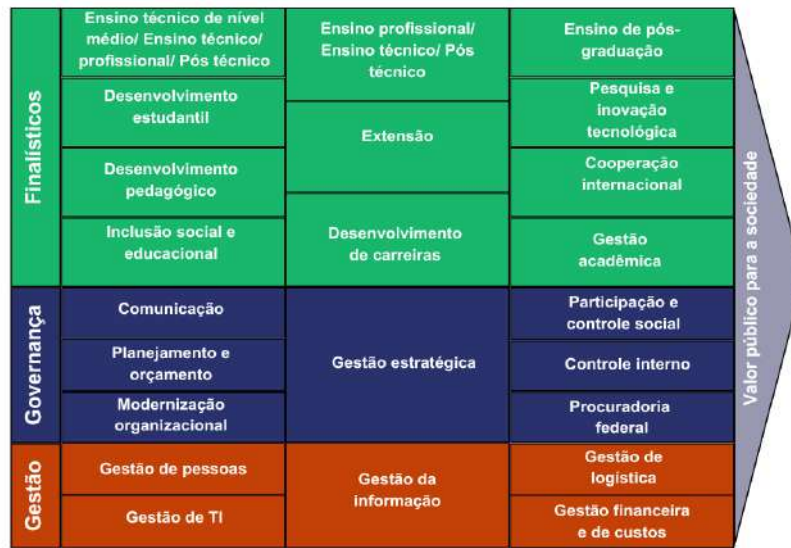 Finalísticos
Ensino técnico de nível
médio/ Ensino técnico/
profissional/ Pós técnico
Desenvolvimento
estudantil
Desenvolvimento
pedagógico
Inclusão social e
educacional
Ensino profissional/
Ensino técnico/ Pós
técnico
Extensão
Desenvolvimento
de carreiras
Ensino de pós-
graduação
Pesquisa e
inovação
tecnológica
Cooperação
internacional
Gestão
acadêmica
Governança
Comunicação
Planejamento e
orçamento
Modernização
organizacional
Gestão estratégica
Participação e
controle social
Controle interno
Procuradoria
federal
Gestão
Gestão de pessoas
Gestão de TI
Gestão da
informação
Gestão de
logística
Gestão financeira
e de custos
Valor público para a sociedade